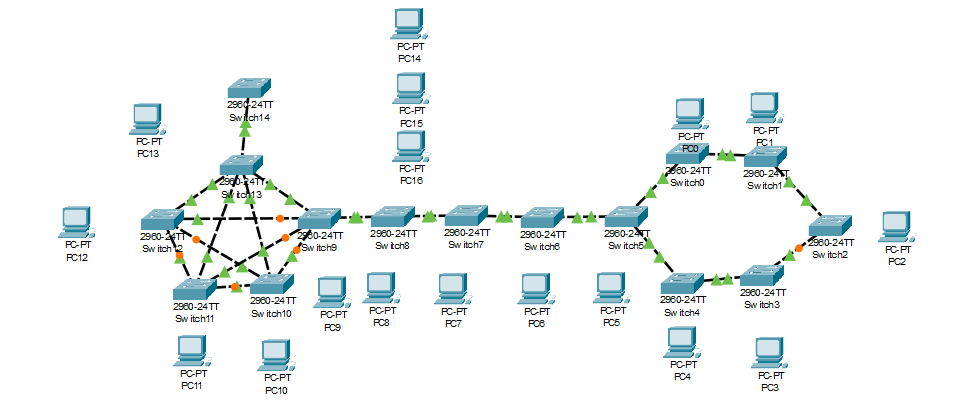 PC-PT
PC14
2960-24TT
Switch14
PC-PT
PC15
PC-PT
PC13
PC-PT
PC0
PC-PT
PC1
PC-PT
PC16
2960-24TT
Switch13
2960-24TT
Switch0
2960-24TT
Switch1
PC-PT
PC12
2960-24TT
Switch12
2960-24TT
Switch9
2960-24TT
Switch8
2960-24TT
Switch7
2960-24TT
Switch6
2960-24TT
Switch5
2960-24TT
Switch2
PC-PT
PC2
2960-24TT
Switch11
2960-24TT
Switch10
PC-PT
PC9
PC-PT
PC8
PC-PT
PC7
PC-PT
PC6
PC-PT
PC5
2960-24TT
Switch4
2960-24TT
Switch3
PC-PT
PC11
PC-PT
PC10
PC-PT
PC4
PC-PT
PC3